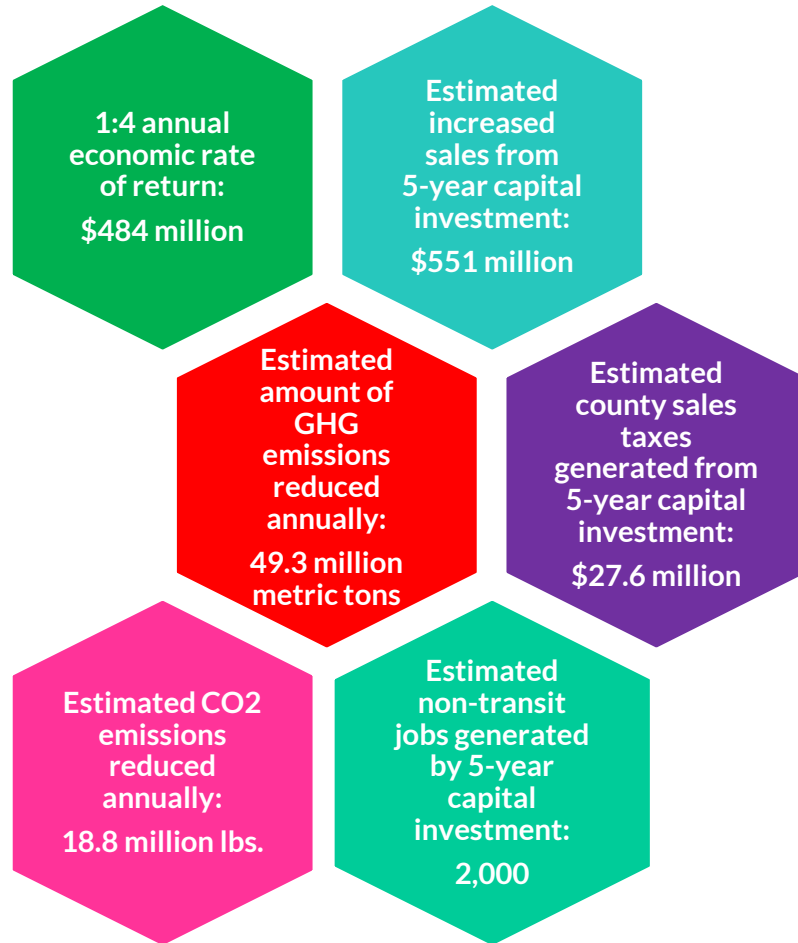 1:4 annual
economic rate
of return:
$484 million
Estimated
increased
sales from
5-year capital
investment:
$551 million
Estimated
amount of
GHG
emissions
reduced
annually:
49.3 million
metric tons
Estimated
county sales
taxes
generated from
5-year capital
investment:
$27.6 million
Estimated CO2
emissions
reduced
annually:
18.8 million lbs.
Estimated
non-transit
jobs generated
by 5-year
capital
investment:
2,000